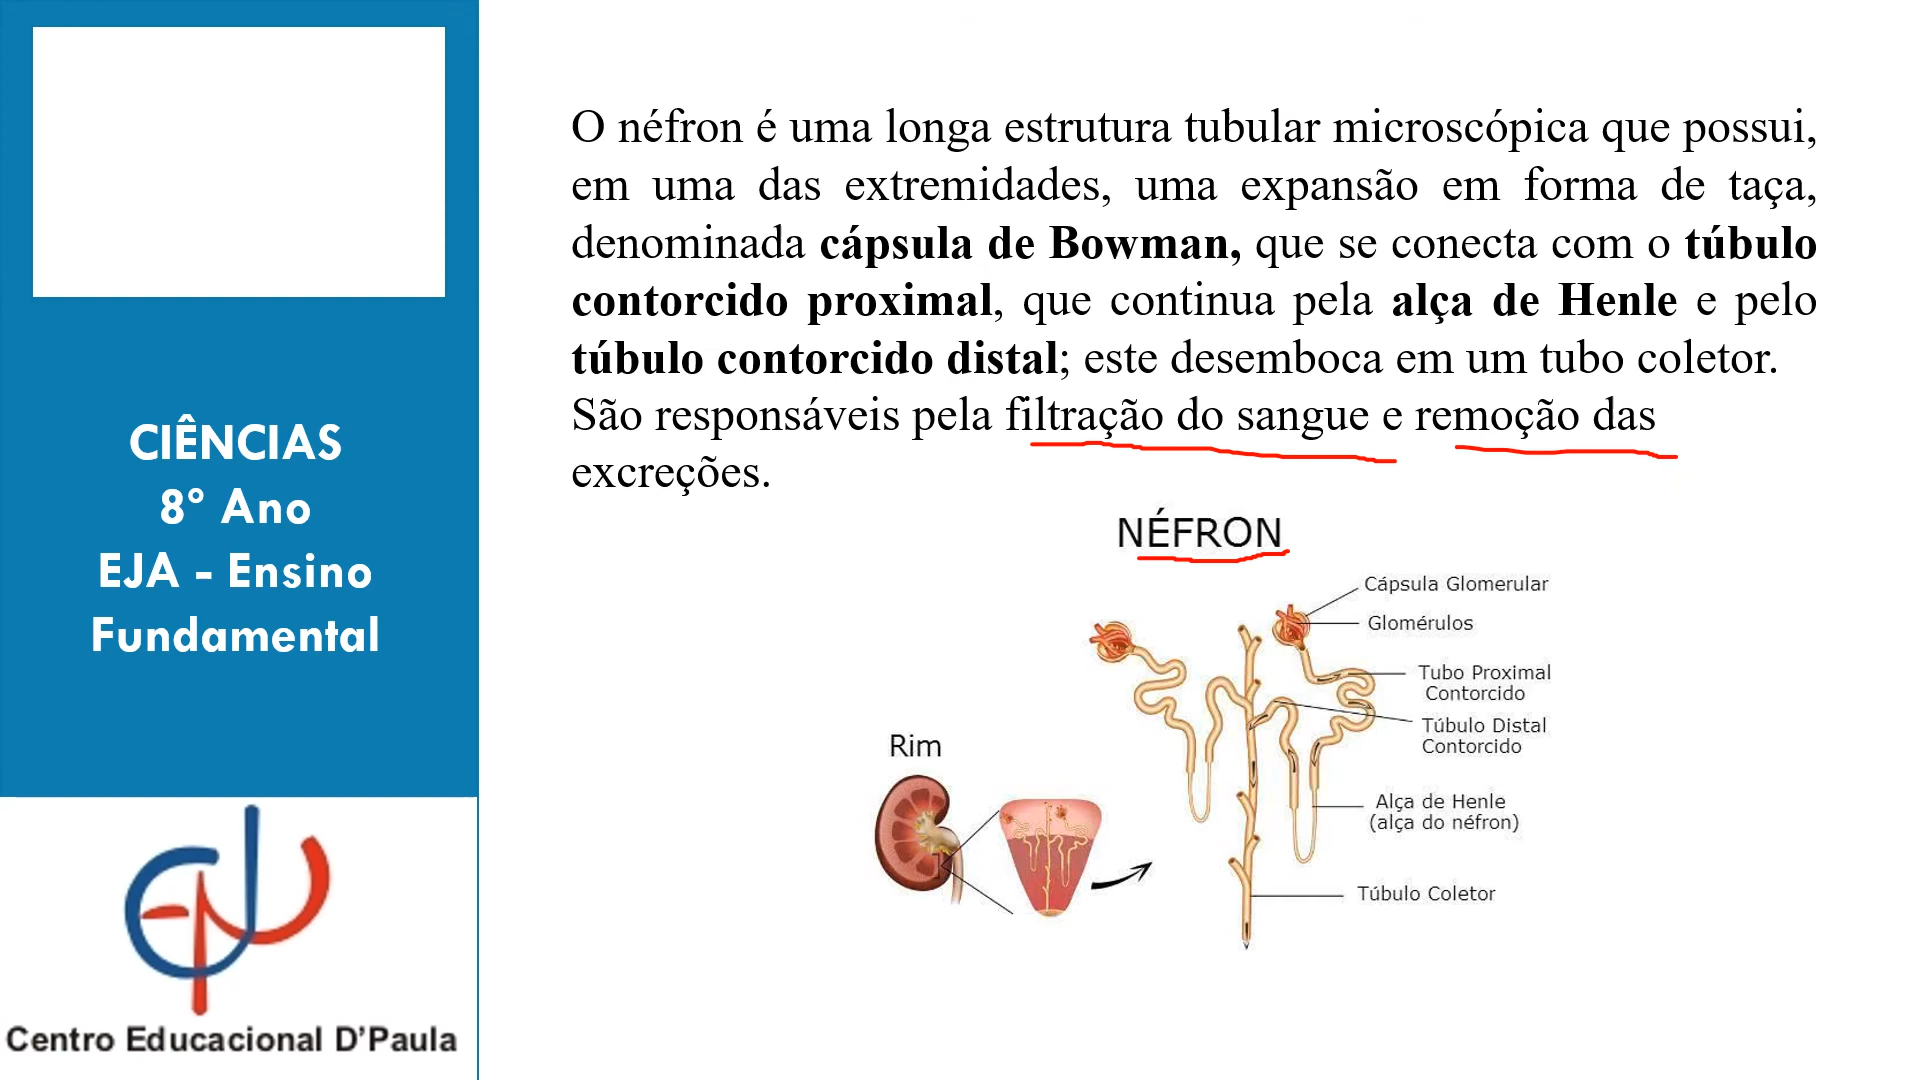 O néfron é uma longa estrutura tubular microscópica que possui,
em uma das extremidades, uma expansão em forma de taça,
denominada cápsula de Bowman, que se conecta com o túbulo
contorcido proximal, que continua pela alça de Henle e pelo
túbulo contorcido distal; este desemboca em um tubo coletor.
São responsáveis pela filtração do sangue e remoção das
excreções.
CIÊNCIAS
8° Ano
EJA - Ensino
Fundamental
NÉFRON
Cápsula Glomerular
Glomérulos
Tubo Proximal
Contorcido
Túbulo Distal
Contorcido
Rim
Alça de Henle
(alça do néfron)
Túbulo Coletor
Centro Educacional D’Paula